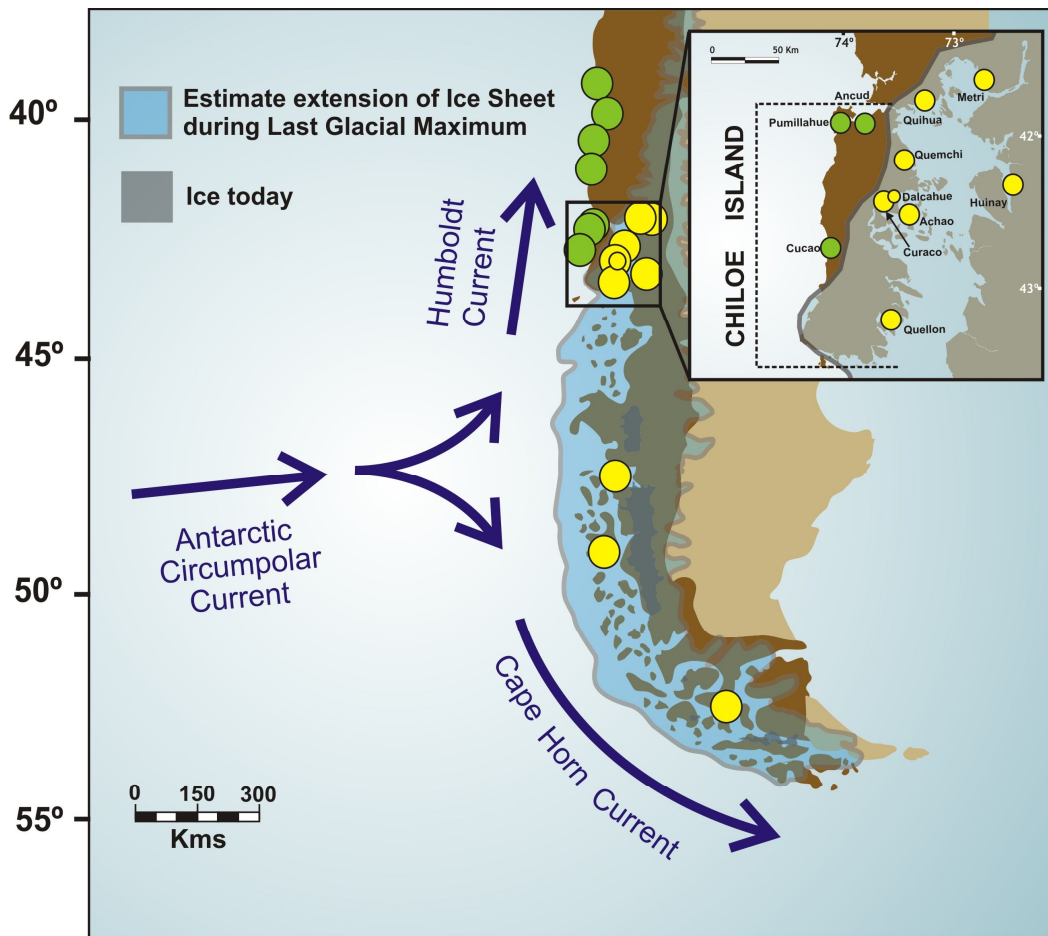 40º
45º
50º
55º
Estimate extension of Ice Sheet
during Last Glacial Maximum
Ice today
Humboldt
Current
Antarctic
Circumpolar
Current
Cape Horn Current
0 150 300
Kms
0 50 Km
74º
73º
42º
43º
CHILOE ISLAND
Ancud
Pumillahue
Metri
Quihua
Quemchi
Dalcahue
Huinay
Achao
Curaco
Cucao
Quellon